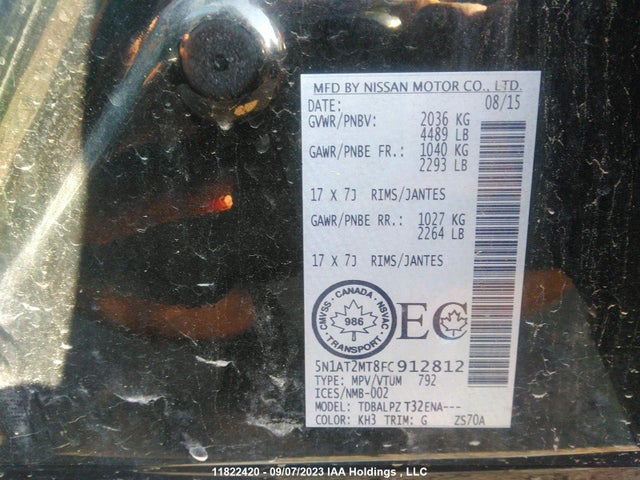 MFD BY NISSAN MOTOR CO., LTD.
DATE: 08/15
GVWR/PNBV: 2036 KG
4489 LB
GAWR/PNBE FR.: 1040 KG
2293 LB
17 X 7J RIMS/JANTES
GAWR/PNBE RR.: 1027 KG
2264 LB
17 X 7J RIMS/JANTES
CANADA
CMVSS 986 NSVAC
TRANSPORT
EC
5N1AT2MT8FC912812
TYPE: MPV/VTUM 792
ICES/NMB-002
MODEL: TDBALPZ T32ENA---
COLOR: KH3 TRIM: G ZS70A
11822420 - 09/07/2023 IAA Holdings , LLC